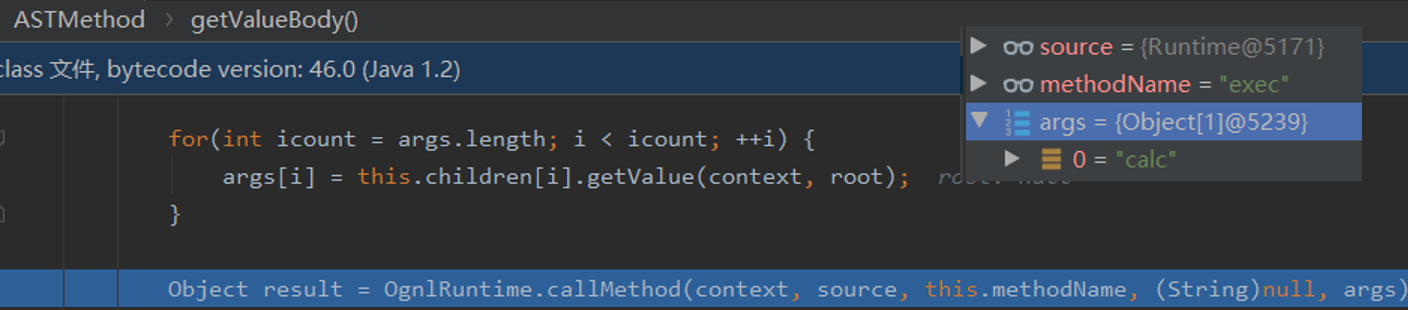 ASTMethod > getValueBody()
class 文件, bytecode version: 46.0 (Java 1.2)
source = {Runtime@5171}
methodName = "exec"
args = {Object[1]@5239}
0 = "calc"
for(int icount = args.length; i < icount; ++i) {
args[i] = this.children[i].getValue(context, root);
}
Object result = OgnlRuntime.callMethod(context, source, this.methodName, (String)null, args)